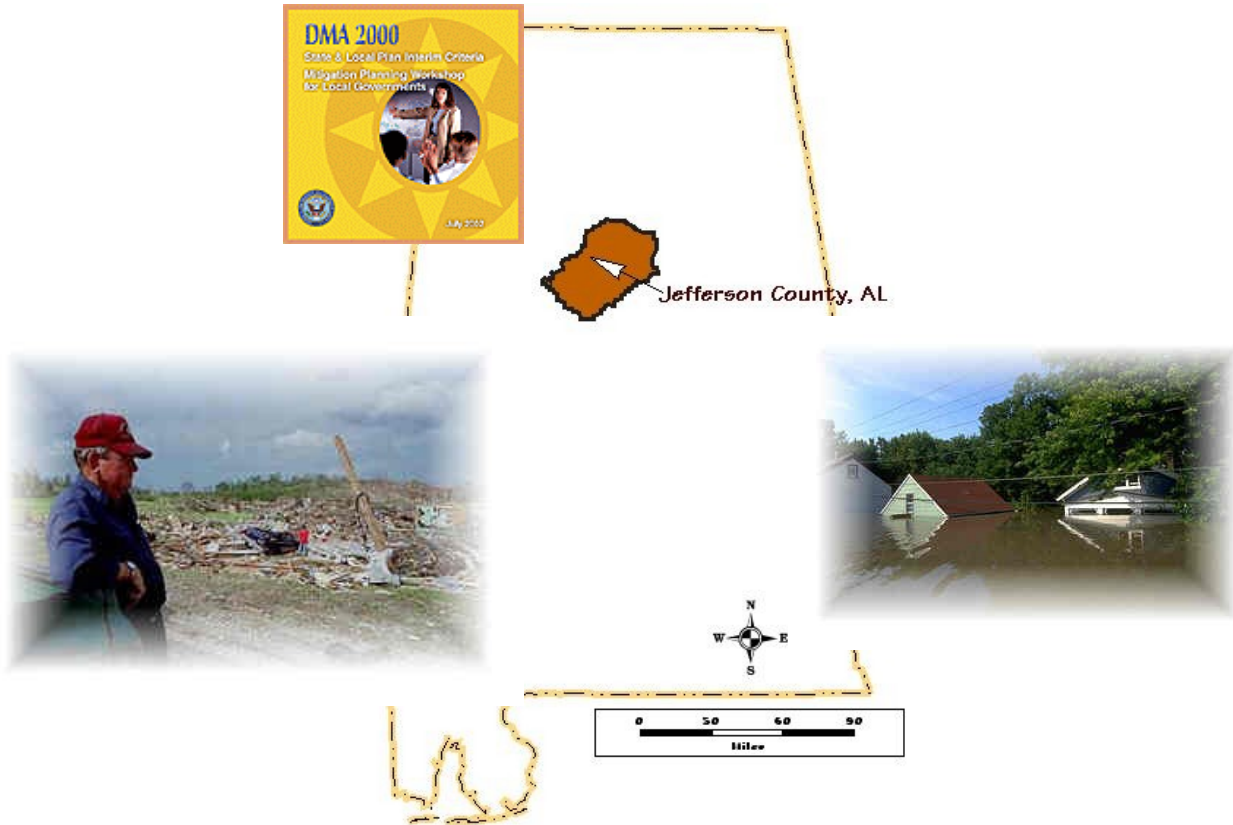 DMA 2000
State & Local Plan Interim Criteria
Mitigation Planning Workshop
for Local Governments
July 2002
Jefferson County, AL
N
W E
S
0 30 60 90
Miles